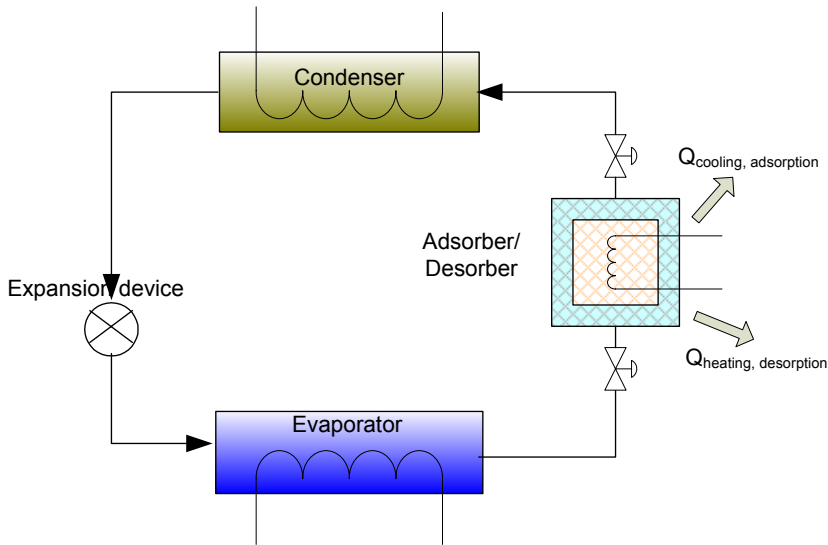 Condenser
Qcooling, adsorption
Adsorber/
Desorber
Expansion device
Qheating, desorption
Evaporator